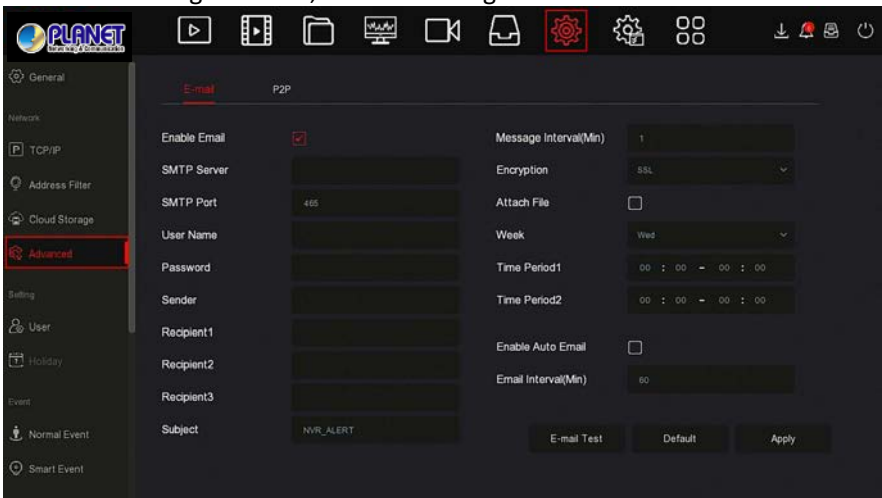 PLANET
Networking & Communication
General
Network
TCP/IP
Address Filter
Cloud Storage
Advanced
Setting
User
Holiday
Event
Normal Event
Smart Event
E-mail P2P
Enable Email
SMTP Server
SMTP Port 465
User Name
Password
Sender
Recipient1
Recipient2
Recipient3
Subject NVR_ALERT
Message Interval(Min) 1
Encryption SSL
Attach File
Week Wed
Time Period1 00 : 00 - 00 : 00
Time Period2 00 : 00 - 00 : 00
Enable Auto Email
Email Interval(Min) 60
E-mail Test Default Apply